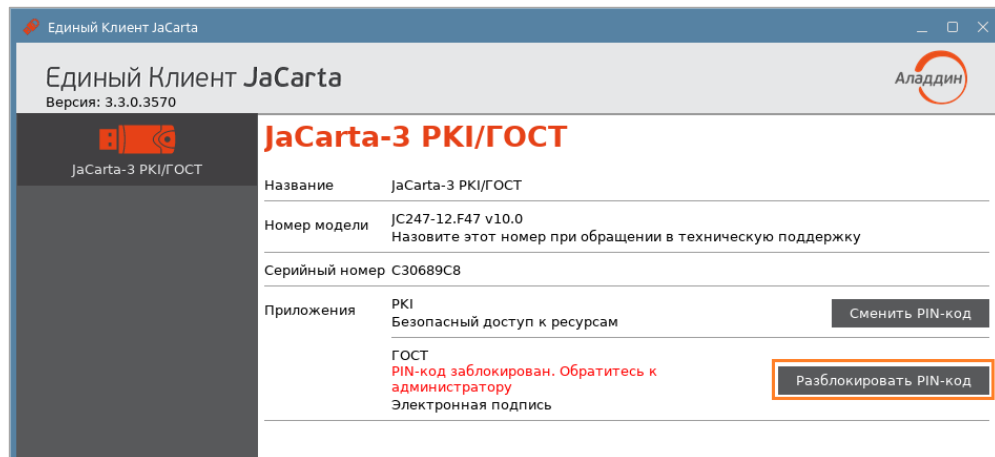 Единый Клиент JaCarta
Единый Клиент JaCarta
Версия: 3.3.0.3570
Аладдин
JaCarta-3 PKI/ГОСТ
JaCarta-3 PKI/ГОСТ
Название JaCarta-3 PKI/ГОСТ
Номер модели JC247-12.F47 v10.0
Назовите этот номер при обращении в техническую поддержку
Серийный номер C30689C8
Приложения PKI
Безопасный доступ к ресурсам
Сменить PIN-код
ГОСТ
PIN-код заблокирован. Обратитесь к
администратору
Разблокировать PIN-код
Электронная подпись